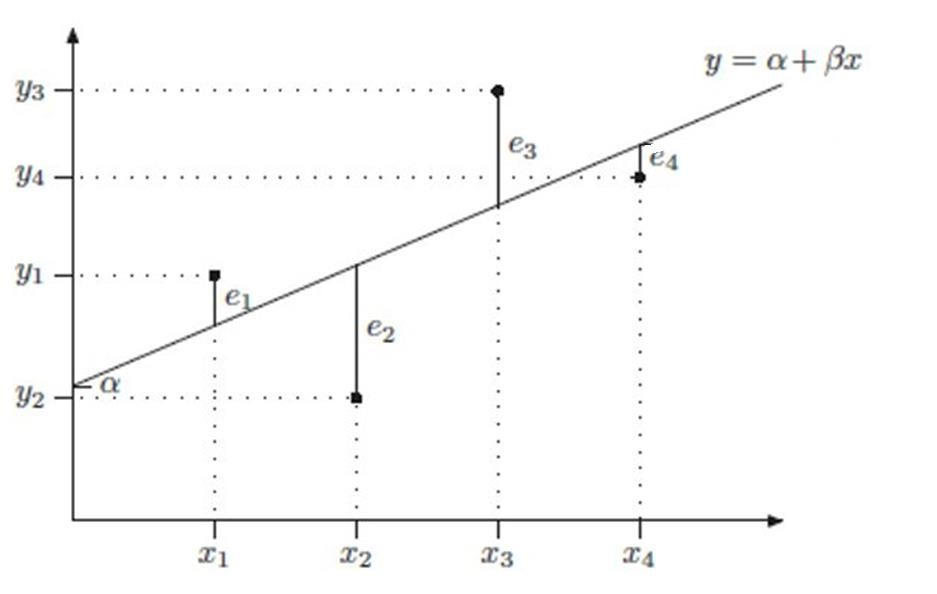 y = α + βx
y₃
e₃
e₄
y₄
y₁
e₁
e₂
α
y₂
x₁ x₂ x₃ x₄